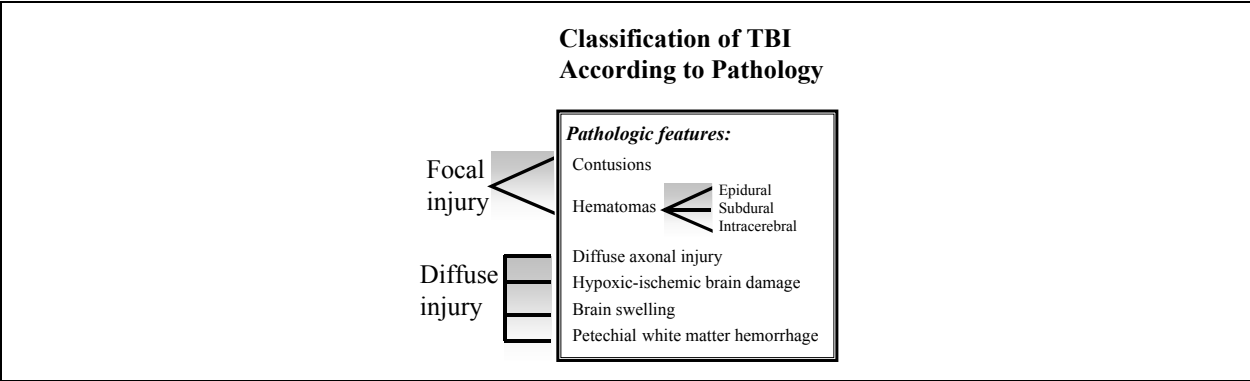 Classification of TBI
According to Pathology
Pathologic features:
Focal
injury
Contusions
Hematomas
Epidural
Subdural
Intracerebral
Diffuse
injury
Diffuse axonal injury
Hypoxic-ischemic brain damage
Brain swelling
Petechial white matter hemorrhage